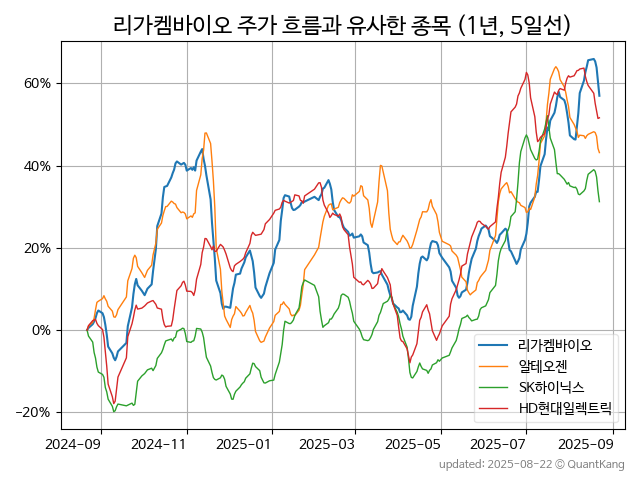 리가켐바이오 주가 흐름과 유사한 종목 (1년, 5일선)
60%
40%
20%
0%
−20%
리가켐바이오
알테오젠
SK하이닉스
HD현대일렉트릭
2024-09 2024-11 2025-01 2025-03 2025-05 2025-07 2025-09
updated: 2025-08-22 © QuantKang